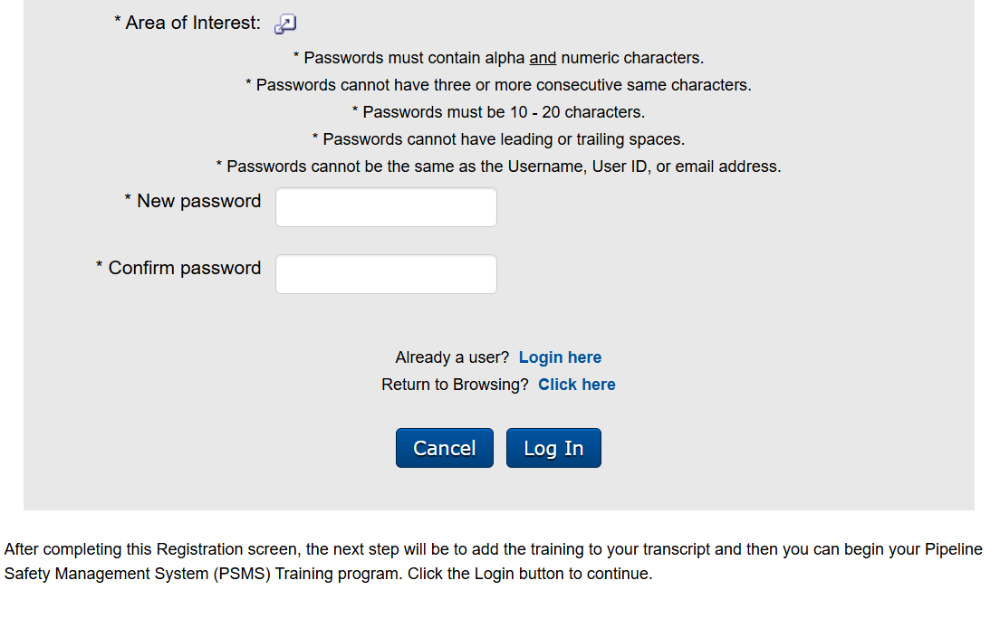 * Area of Interest:
* Passwords must contain alpha and numeric characters.
* Passwords cannot have three or more consecutive same characters.
* Passwords must be 10 - 20 characters.
* Passwords cannot have leading or trailing spaces.
* Passwords cannot be the same as the Username, User ID, or email address.
* New password
* Confirm password
Already a user? Login here
Return to Browsing? Click here
Cancel Log In
After completing this Registration screen, the next step will be to add the training to your transcript and then you can begin your Pipeline
Safety Management System (PSMS) Training program. Click the Login button to continue.